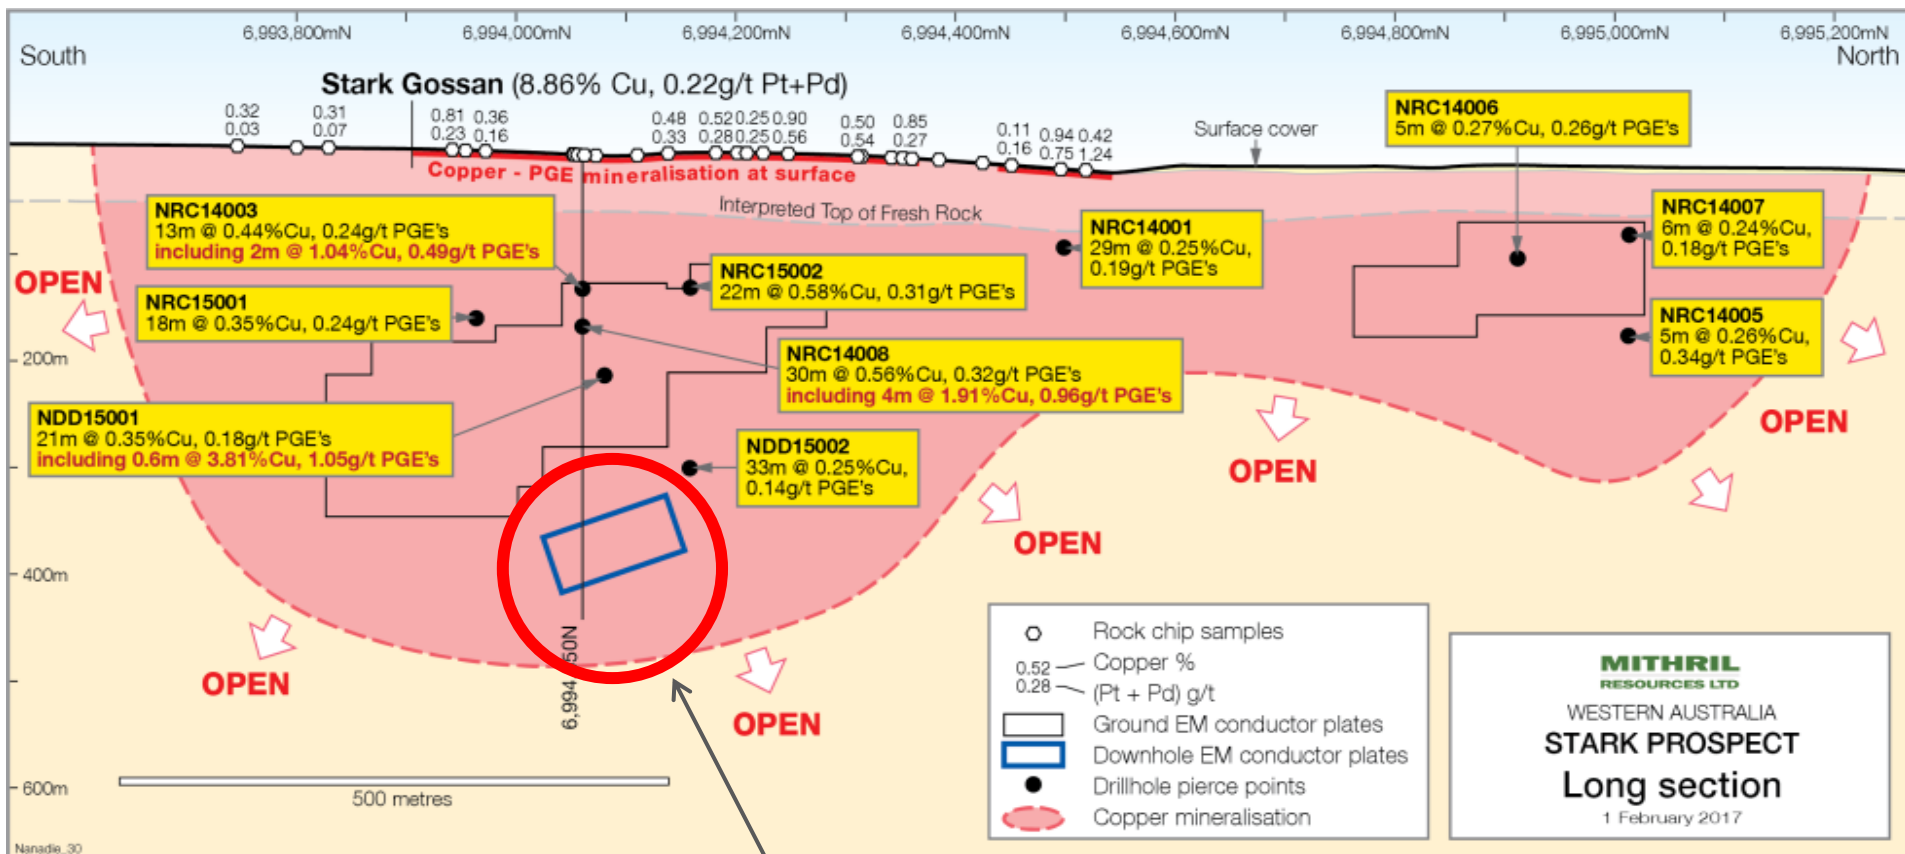 6,993,800mN 6,994,000mN 6,994,200mN 6,994,400mN 6,994,600mN 6,994,800mN 6,995,000mN 6,995,200mN
South
North
Stark Gossan (8.86% Cu, 0.22g/t Pt+Pd)
0.32 0.31 0.81 0.36 0.48 0.52 0.25 0.90 0.50 0.85 0.11 0.94 0.42
0.03 0.07 0.23 0.16 0.33 0.28 0.25 0.56 0.54 0.27 0.16 0.75 1.24
Surface cover
NRC14006
5m @ 0.27%Cu, 0.26g/t PGE's
Copper - PGE mineralisation at surface
Interpreted Top of Fresh Rock
NRC14003
13m @ 0.44%Cu, 0.24g/t PGE's
including 2m @ 1.04%Cu, 0.49g/t PGE's
NRC14001
29m @ 0.25%Cu,
0.19g/t PGE's
NRC14007
6m @ 0.24%Cu,
0.18g/t PGE's
OPEN
NRC15001
18m @ 0.35%Cu, 0.24g/t PGE's
NRC15002
22m @ 0.58%Cu, 0.31g/t PGE's
NRC14005
5m @ 0.26%Cu,
0.34g/t PGE's
200m
NRC14008
30m @ 0.56%Cu, 0.32g/t PGE's
including 4m @ 1.91%Cu, 0.96g/t PGE's
NDD15001
21m @ 0.35%Cu, 0.18g/t PGE's
including 0.6m @ 3.81%Cu, 1.05g/t PGE's
NDD15002
33m @ 0.25%Cu,
0.14g/t PGE's
OPEN
OPEN
OPEN
400m
OPEN
OPEN
6,994 50N
600m
500 metres
Rock chip samples
0.52 Copper %
0.28 (Pt + Pd) g/t
Ground EM conductor plates
Downhole EM conductor plates
Drillhole pierce points
Copper mineralisation
MITHRIL
RESOURCES LTD
WESTERN AUSTRALIA
STARK PROSPECT
Long section
1 February 2017
Nanadie_30